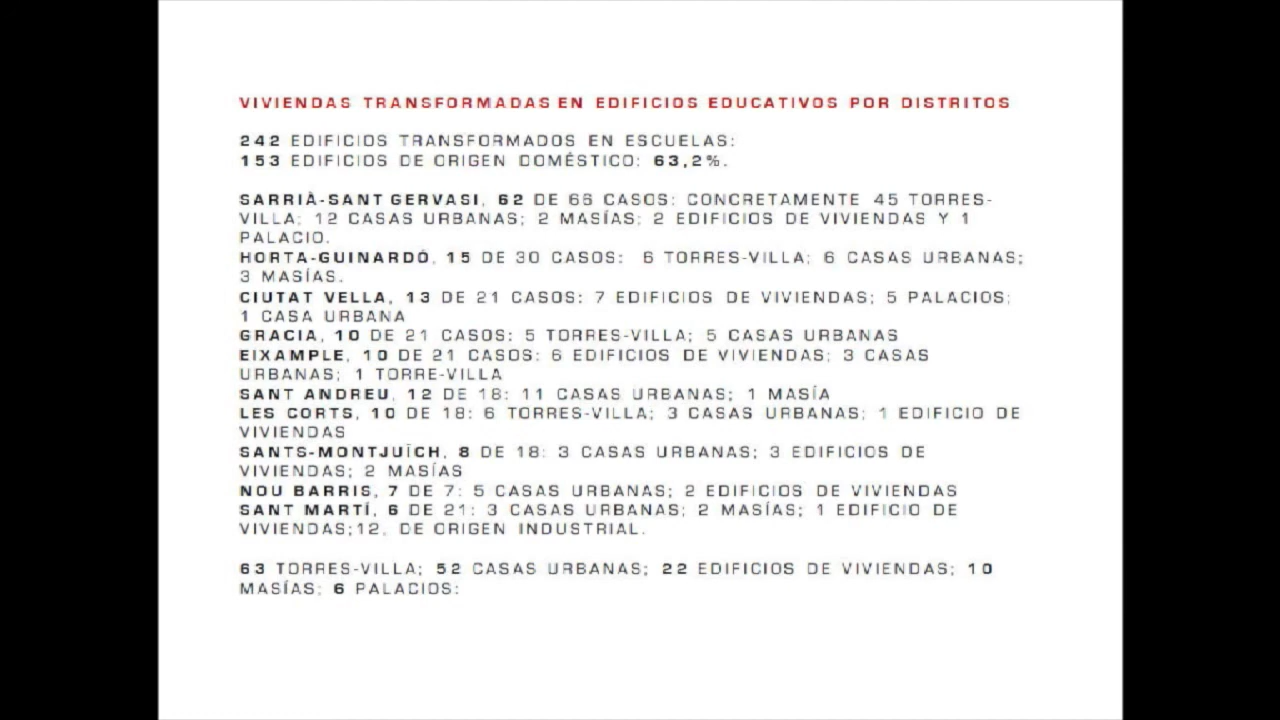 VIVIENDAS TRANSFORMADAS EN EDIFICIOS EDUCATIVOS POR DISTRITOS
242 EDIFICIOS TRANSFORMADOS EN ESCUELAS:
153 EDIFICIOS DE ORIGEN DOMÉSTICO: 63,2%.
SARRIÀ-SANT GERVASI, 62 DE 66 CASOS: CONCRETAMENTE 45 TORRES-
VILLA; 12 CASAS URBANAS; 2 MASÍAS; 2 EDIFICIOS DE VIVIENDAS Y 1
PALACIO.
HORTA-GUINARDÓ, 15 DE 30 CASOS: 6 TORRES-VILLA; 6 CASAS URBANAS;
3 MASÍAS.
CIUTAT VELLA, 13 DE 21 CASOS: 7 EDIFICIOS DE VIVIENDAS; 5 PALACIOS;
1 CASA URBANA
GRACIA, 10 DE 21 CASOS: 5 TORRES-VILLA; 5 CASAS URBANAS
EIXAMPLE, 10 DE 21 CASOS: 6 EDIFICIOS DE VIVIENDAS; 3 CASAS
URBANAS; 1 TORRE-VILLA
SANT ANDREU, 12 DE 18: 11 CASAS URBANAS; 1 MASÍA
LES CORTS, 10 DE 18: 6 TORRES-VILLA; 3 CASAS URBANAS; 1 EDIFICIO DE
VIVIENDAS
SANTS-MONTJUÏCH, 8 DE 18: 3 CASAS URBANAS; 3 EDIFICIOS DE
VIVIENDAS; 2 MASÍAS
NOU BARRIS, 7 DE 7: 5 CASAS URBANAS; 2 EDIFICIOS DE VIVIENDAS
SANT MARTÍ, 6 DE 21: 3 CASAS URBANAS; 2 MASÍAS; 1 EDIFICIO DE
VIVIENDAS;12, DE ORIGEN INDUSTRIAL.
63 TORRES-VILLA; 52 CASAS URBANAS; 22 EDIFICIOS DE VIVIENDAS; 10
MASÍAS; 6 PALACIOS: